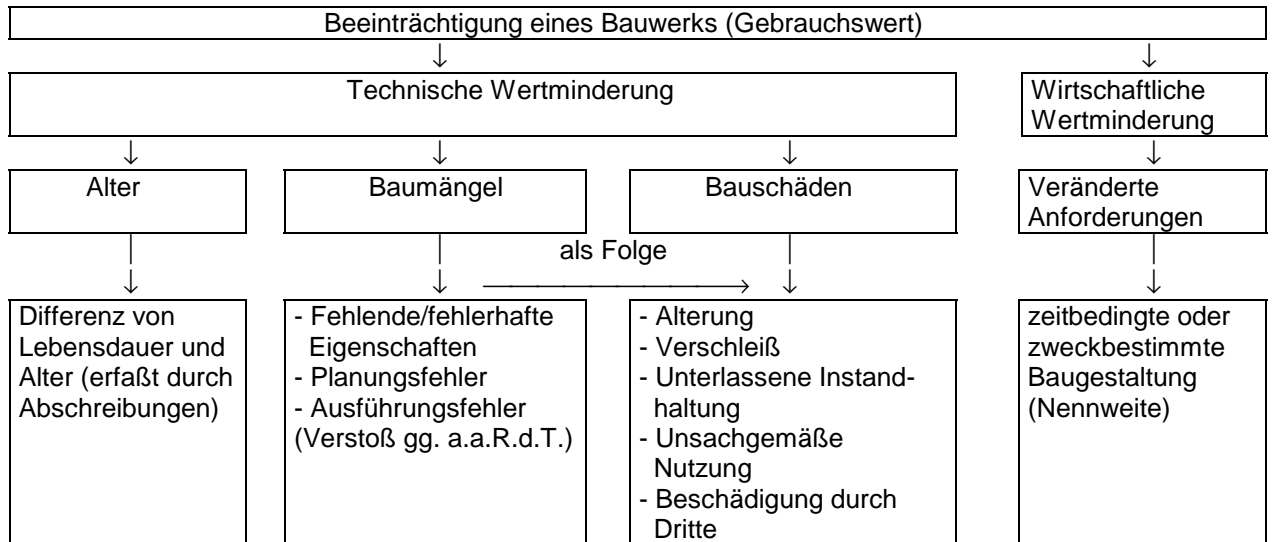 Beeinträchtigung eines Bauwerks (Gebrauchswert)
Technische Wertminderung
Wirtschaftliche
Wertminderung
Alter
Baumängel
Bauschäden
Veränderte
Anforderungen
als Folge
Differenz von
Lebensdauer und
Alter (erfaßt durch
Abschreibungen)
- Fehlende/fehlerhafte
Eigenschaften
- Planungsfehler
- Ausführungsfehler
(Verstoß gg. a.a.R.d.T.)
- Alterung
- Verschleiß
- Unterlassene Instand-
haltung
- Unsachgemäße
Nutzung
- Beschädigung durch
Dritte
zeitbedingte oder
zweckbestimmte
Baugestaltung
(Nennweite)